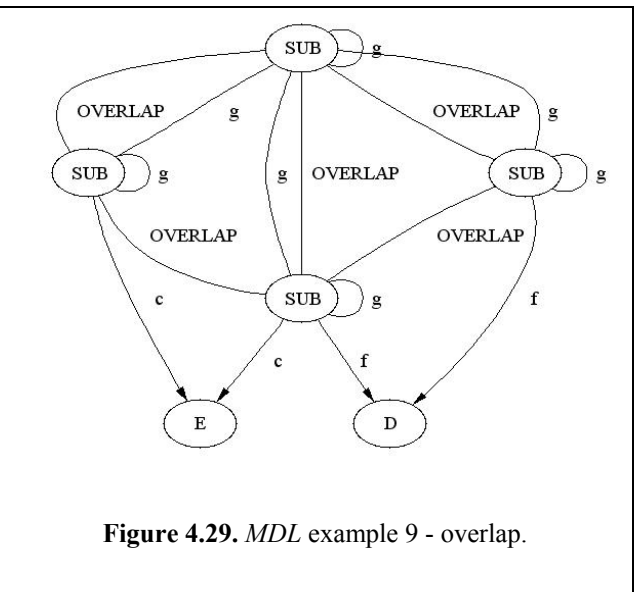 SUB g
OVERLAP g OVERLAP g
SUB g g OVERLAP SUB g
OVERLAP OVERLAP
SUB g
c f
c f
E D
Figure 4.29. MDL example 9 - overlap.